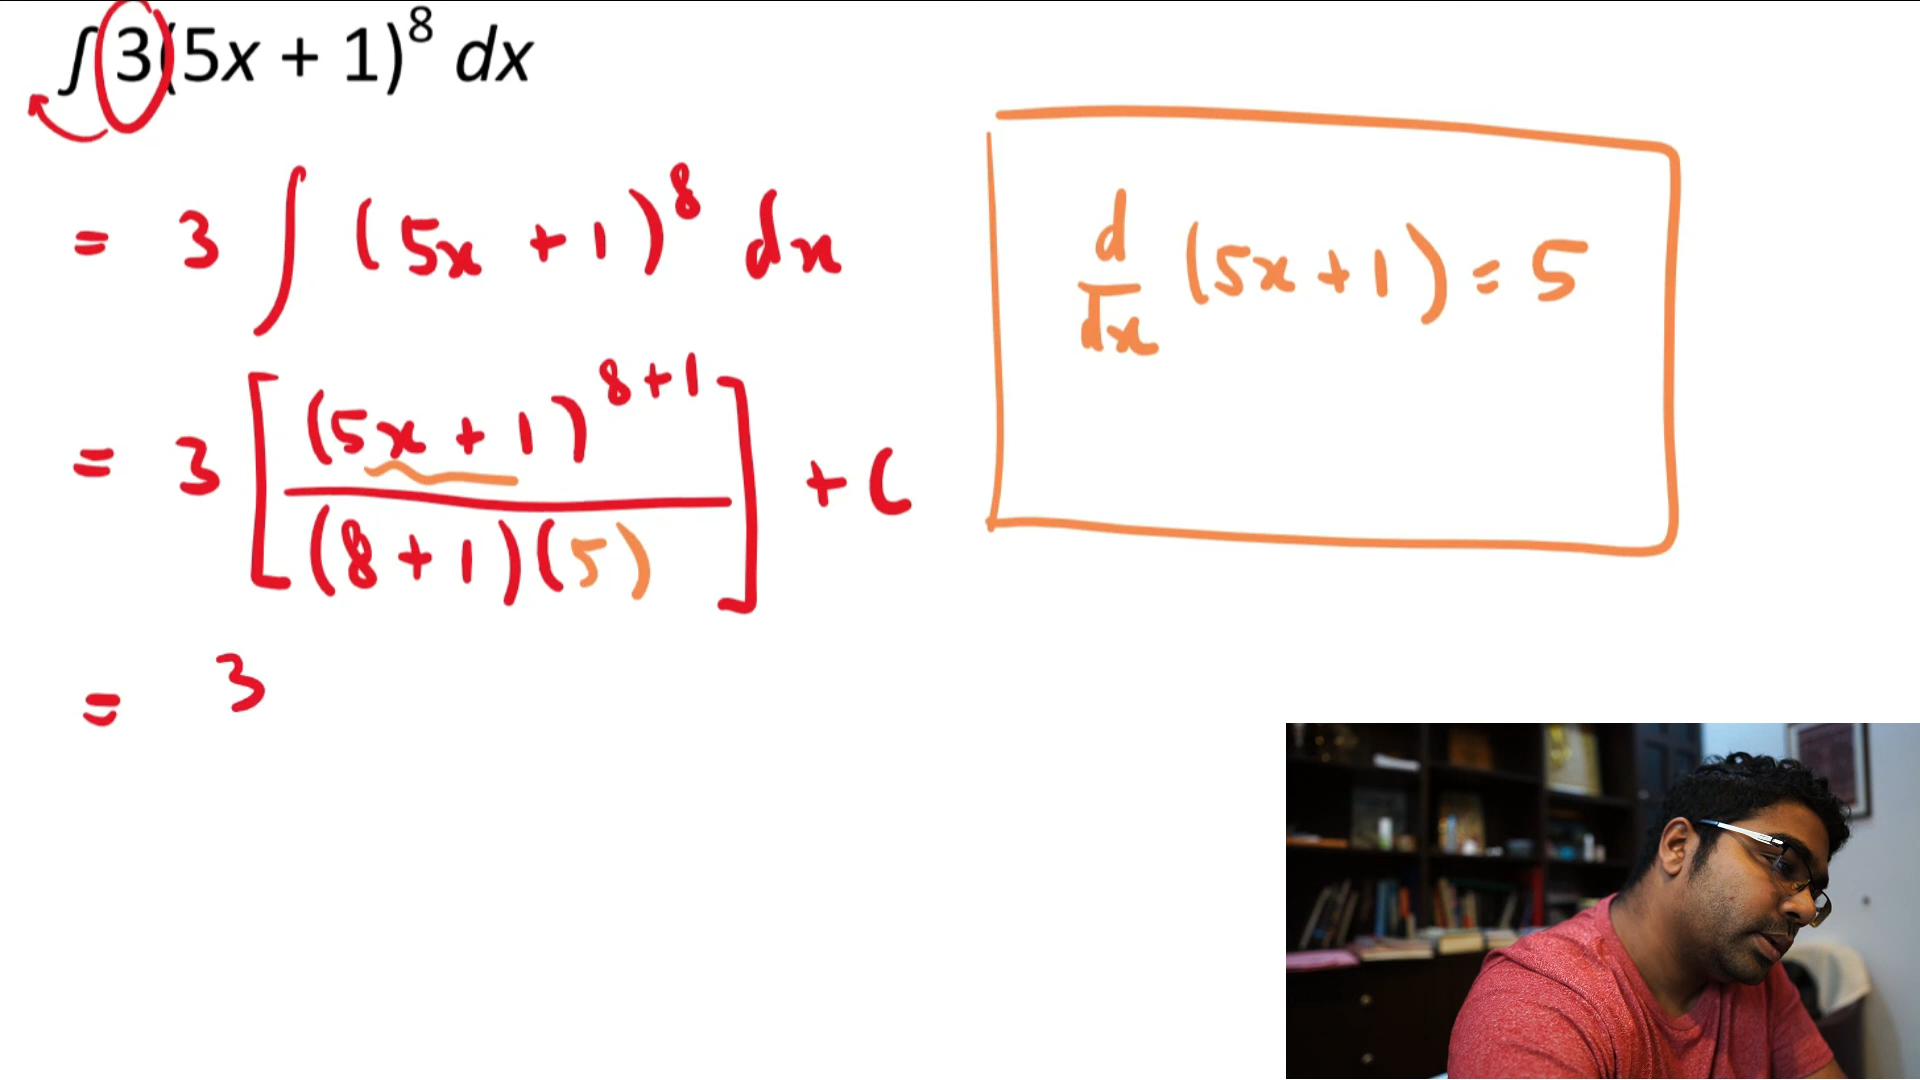 ∫ 3(5x + 1)⁸ dx
= 3 ∫ (5x + 1)⁸ dx
= 3 [ (5x + 1)⁸⁺¹ / (8 + 1)(5) ] + C
= 3
d/dx (5x + 1) = 5